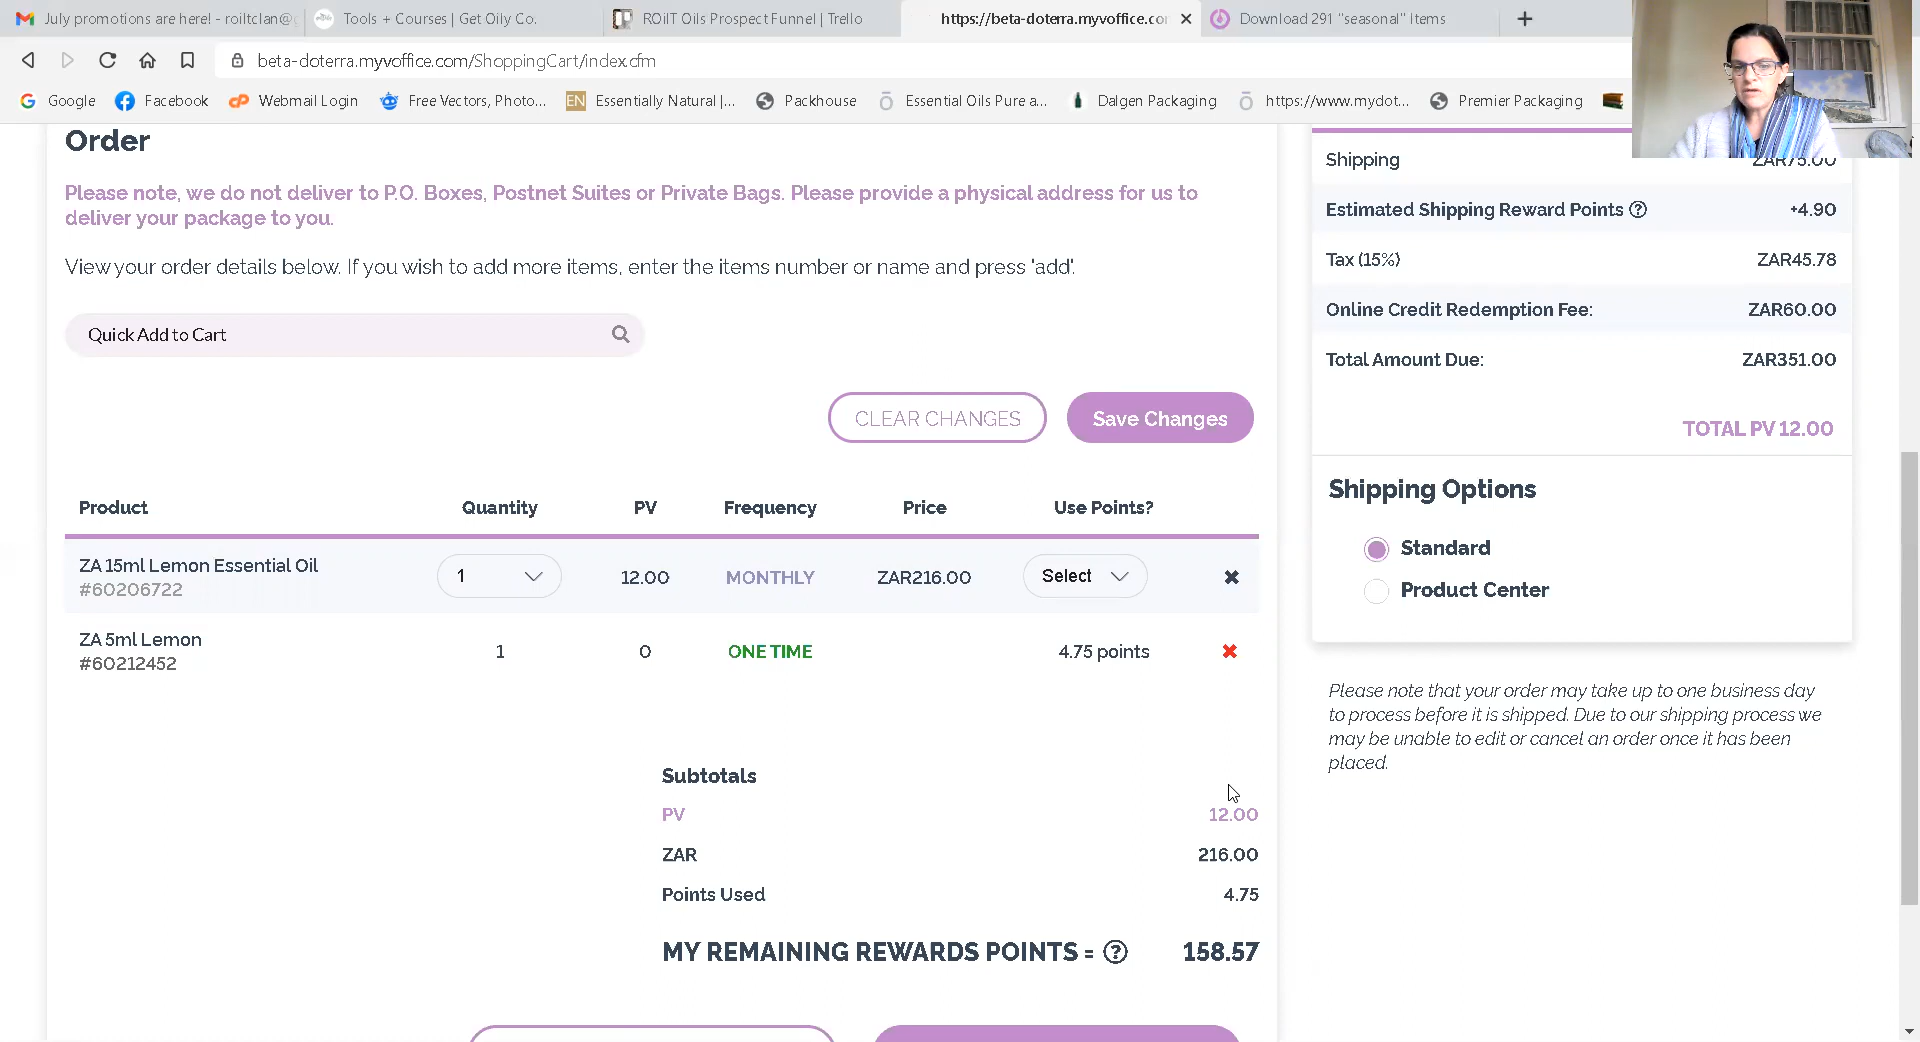 July promotions are here! - roiltclan@g
Tools + Courses | Get Oily Co.
ROilT Oils Prospect Funnel | Trello
https://beta-doterra.myvoffice.con
Download 291 "seasonal" items
beta-doterra.myvoffice.com/ShoppingCart/index.cfm
Google
Facebook
Webmail Login
Free Vectors, Photo...
EN Essentially Natural |...
Packhouse
Essential Oils Pure a...
Dalgen Packaging
https://www.mydot...
Premier Packaging
Order
Please note, we do not deliver to P.O. Boxes, Postnet Suites or Private Bags. Please provide a physical address for us to
deliver your package to you.
View your order details below. If you wish to add more items, enter the items number or name and press 'add'.
Quick Add to Cart
CLEAR CHANGES Save Changes
Product Quantity PV Frequency Price Use Points?
ZA 15ml Lemon Essential Oil 1 12.00 MONTHLY ZAR216.00 Select
#60206722
ZA 5ml Lemon 1 0 ONE TIME 4.75 points
#60212452
Subtotals
PV 12.00
ZAR 216.00
Points Used 4.75
MY REMAINING REWARDS POINTS = ? 158.57
Shipping ZAR75.00
Estimated Shipping Reward Points ? +4.90
Tax (15%) ZAR45.78
Online Credit Redemption Fee: ZAR60.00
Total Amount Due: ZAR351.00
TOTAL PV 12.00
Shipping Options
Standard
Product Center
Please note that your order may take up to one business day
to process before it is shipped. Due to our shipping process we
may be unable to edit or cancel an order once it has been
placed.